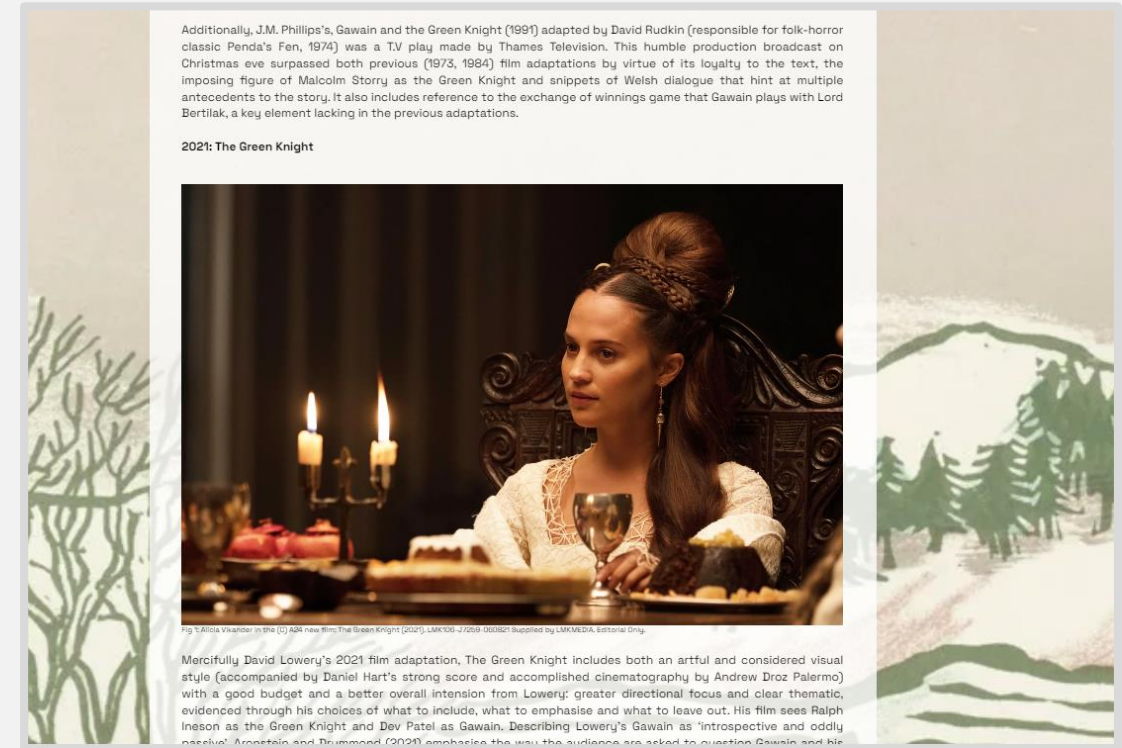 Additionally, J.M. Phillips's, Gawain and the Green Knight (1991) adapted by David Rudkin (responsible for folk-horror
classic Penda's Fen, 1974) was a T.V play made by Thames Television. This humble production broadcast on
Christmas eve surpassed both previous (1973, 1984) film adaptations by virtue of its loyalty to the text, the
imposing figure of Malcolm Storry as the Green Knight and snippets of Welsh dialogue that hint at multiple
antecedents to the story. It also includes reference to the exchange of winnings game that Gawain plays with Lord
Bertilak, a key element lacking in the previous adaptations.
2021: The Green Knight
Fig 1: Alicia Vikander in the (C) A24 new film: The Green Knight (2021). LMK106-J7259-060821 Supplied by LMKMEDIA. Editorial Only.
Mercifully David Lowery's 2021 film adaptation, The Green Knight includes both an artful and considered visual
style (accompanied by Daniel Hart's strong score and accomplished cinematography by Andrew Droz Palermo)
with a good budget and a better overall intension from Lowery: greater directional focus and clear thematic,
evidenced through his choices of what to include, what to emphasise and what to leave out. His film sees Ralph
Ineson as the Green Knight and Dev Patel as Gawain. Describing Lowery's Gawain as 'introspective and oddly
passive', Aronstein and Drummond (2021) emphasise the way the audience are asked to question Gawain and his